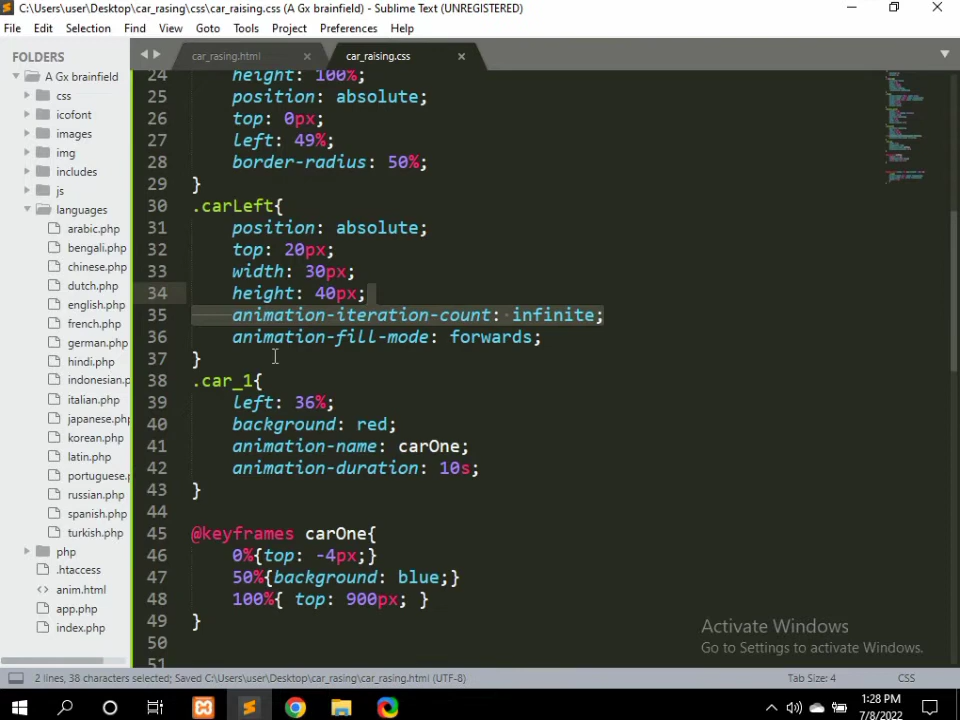 C:\Users\user\Desktop\car_rasing\css\car_raising.css (A Gx brainfield) - Sublime Text (UNREGISTERED)
File Edit Selection Find View Goto Tools Project Preferences Help
FOLDERS
A Gx brainfield
css
icofont
images
img
includes
js
languages
arabic.php
bengali.php
chinese.php
dutch.php
english.php
french.php
german.php
hindi.php
indonesian.p
italian.php
japanese.php
korean.php
latin.php
portuguese.
russian.php
spanish.php
turkish.php
php
.htaccess
anim.html
app.php
index.php
car_rasing.html
car_raising.css
24 height: 100%;
25 position: absolute;
26 top: 0px;
27 left: 49%;
28 border-radius: 50%;
29 }
30 .carLeft{
31 position: absolute;
32 top: 20px;
33 width: 30px;
34 height: 40px;
35 animation-iteration-count: infinite;
36 animation-fill-mode: forwards;
37 }
38 .car_1{
39 left: 36%;
40 background: red;
41 animation-name: carOne;
42 animation-duration: 10s;
43 }
44
45 @keyframes carOne{
46 0%{top: -4px;}
47 50%{background: blue;}
48 100%{ top: 900px; }
49 }
50
51
Activate Windows
Go to Settings to activate Windows.
2 lines, 38 characters selected; Saved C:\Users\user\Desktop\car_rasing\car_rasing.html (UTF-8)
Tab Size: 4
CSS
1:28 PM
7/8/2022